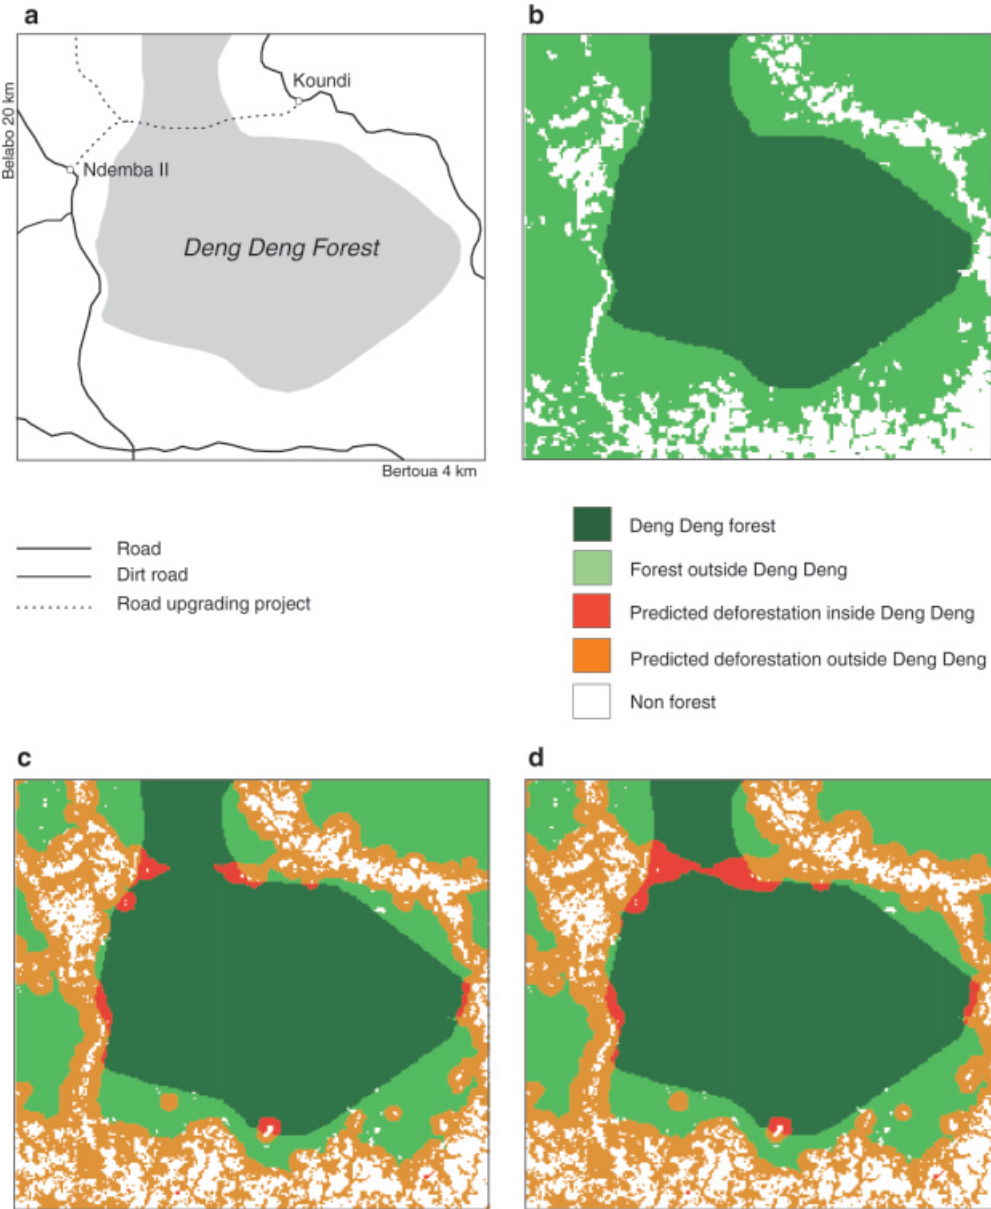 a
Koundi
Belabo 20 km
Ndemba II
Deng Deng Forest
Bertoua 4 km
b
Road
Dirt road
Road upgrading project
Deng Deng forest
Forest outside Deng Deng
Predicted deforestation inside Deng Deng
Predicted deforestation outside Deng Deng
Non forest
c
d